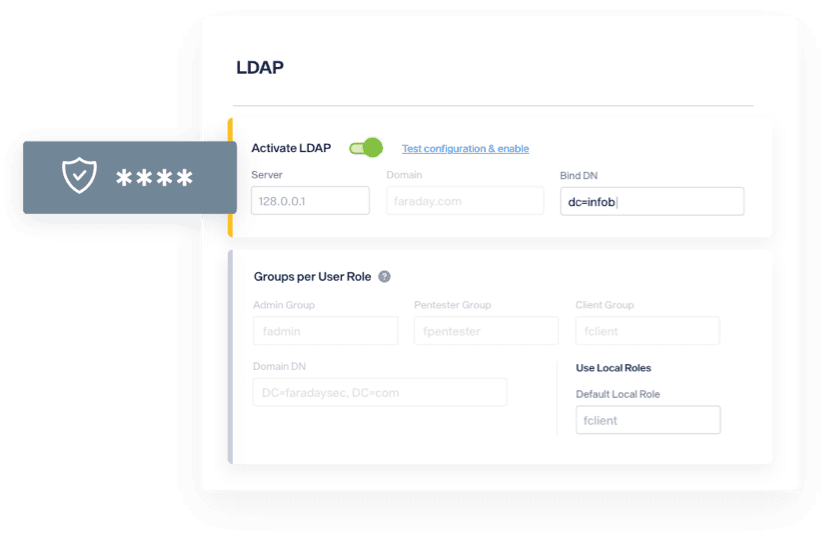 LDAP
Activate LDAP Test configuration & enable
****
Server Domain Bind DN
128.0.0.1 faraday.com dc=infob
Groups per User Role ?
Admin Group Pentester Group Client Group
fadmin fpentester fclient
Domain DN Use Local Roles
DC=faradaysec, DC=com
Default Local Role
fclient